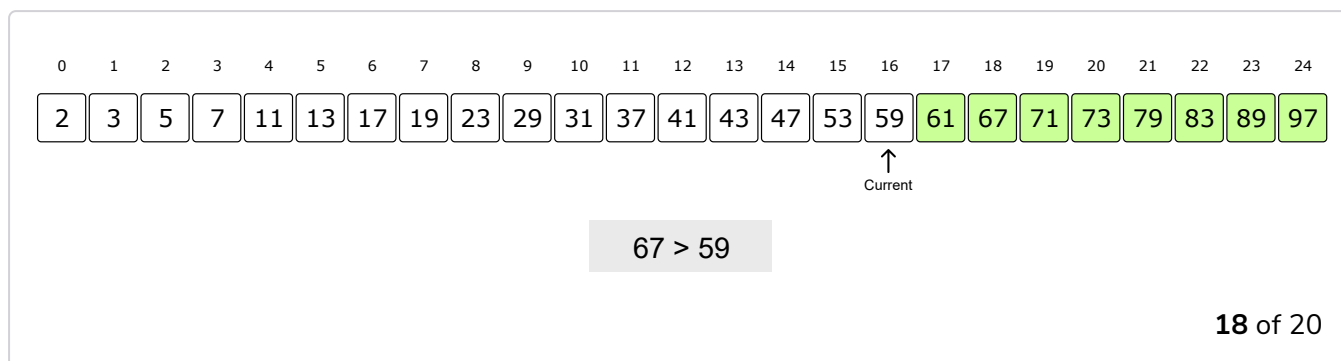 0 1 2 3 4 5 6 7 8 9 10 11 12 13 14 15 16 17 18 19 20 21 22 23 24
2 3 5 7 11 13 17 19 23 29 31 37 41 43 47 53 59 61 67 71 73 79 83 89 97
Current
67 > 59
18 of 20